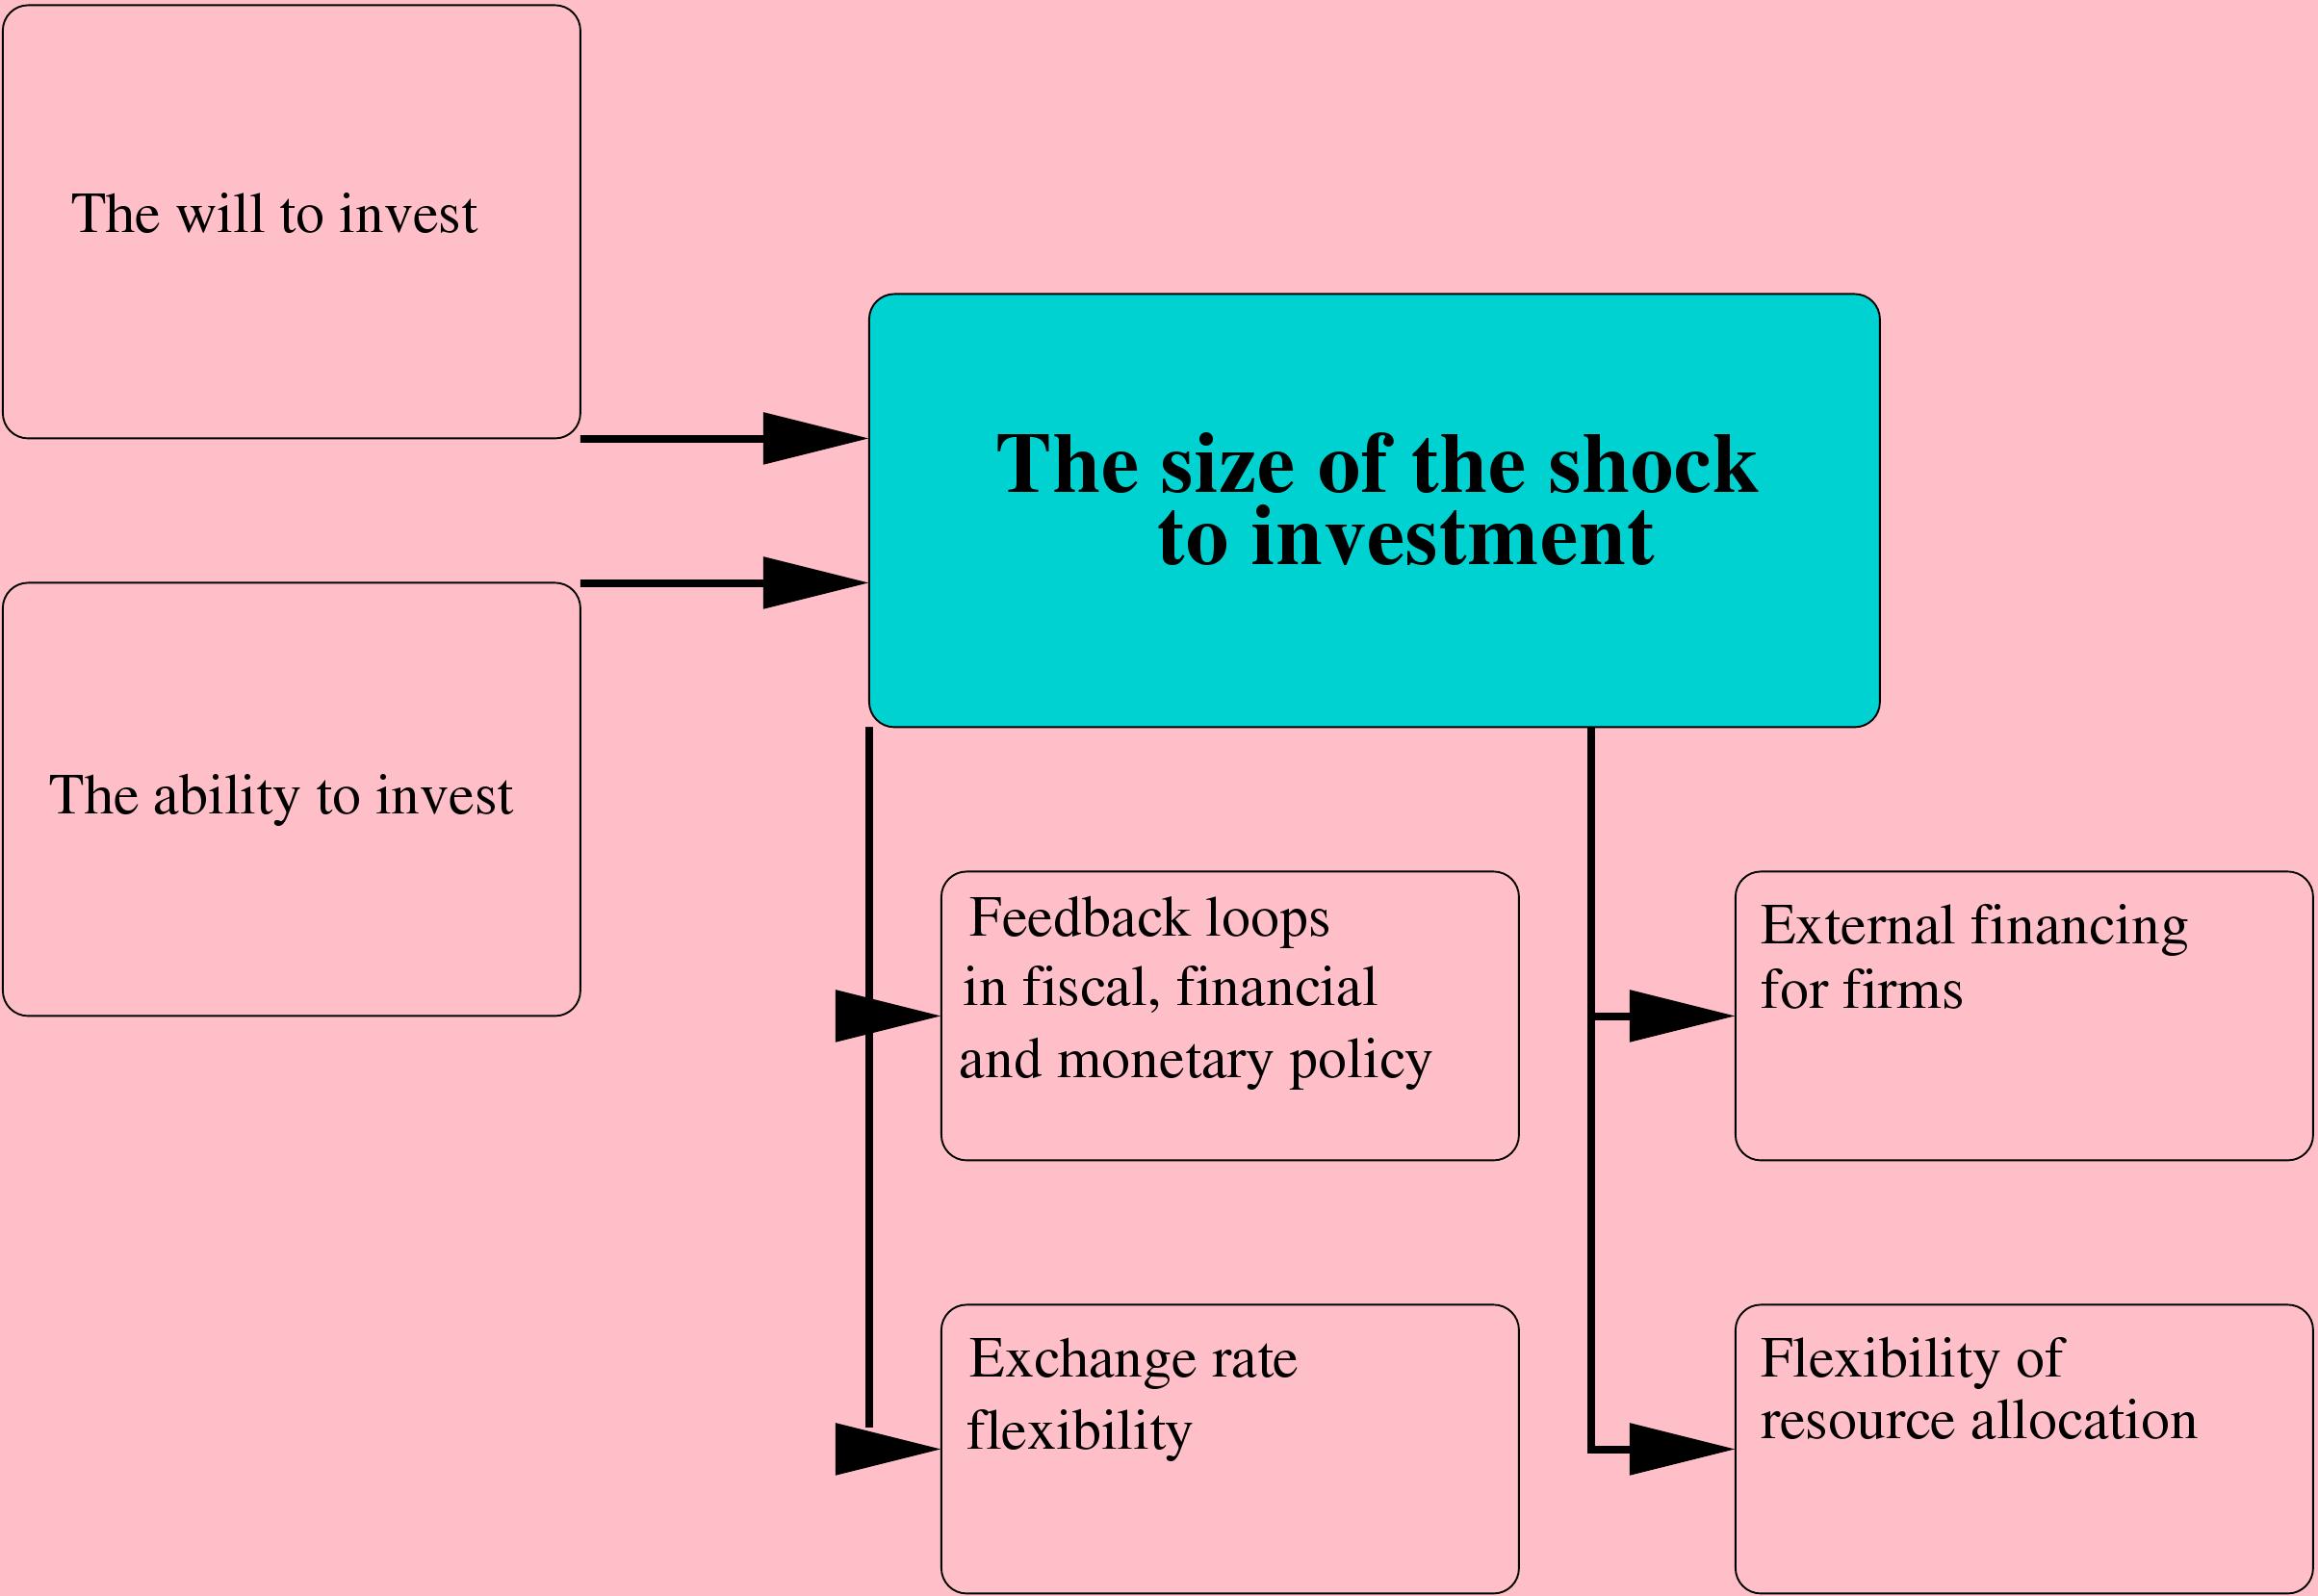 The will to invest
The size of the shock
to investment
The ability to invest
Feedback loops
in fiscal, financial
and monetary policy
External financing
for firms
Exchange rate
flexibility
Flexibility of
resource allocation